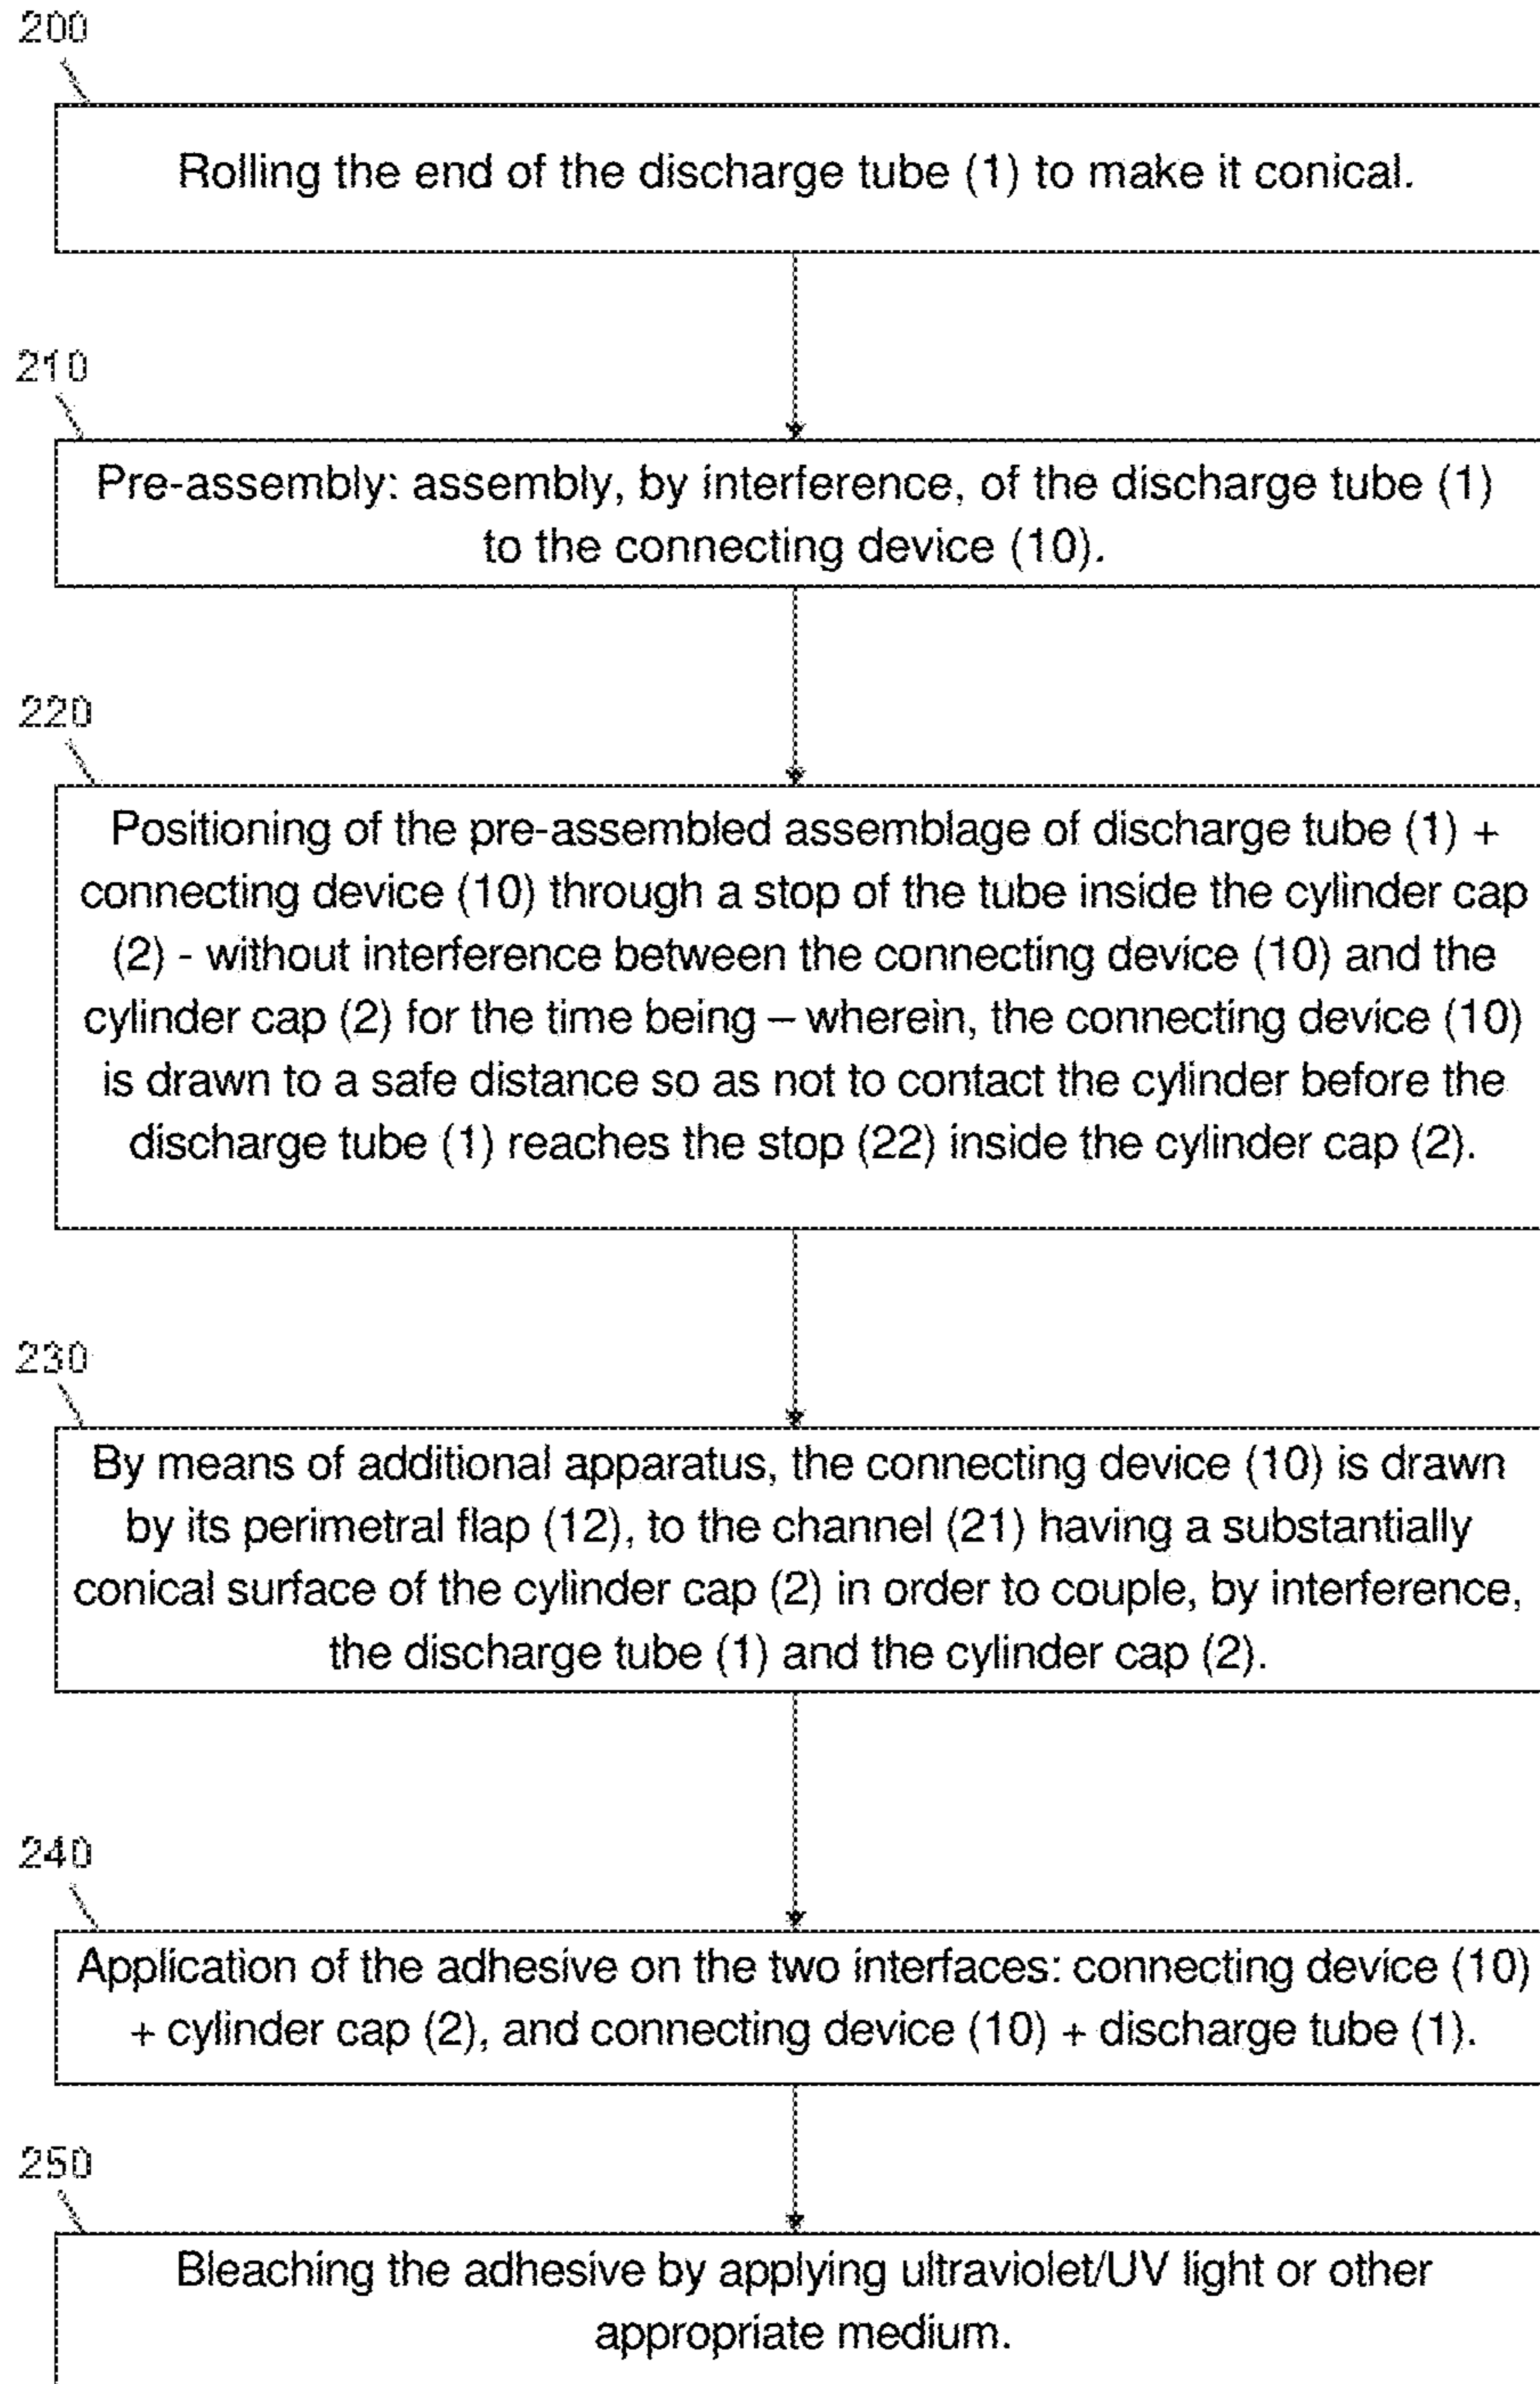 200
Rolling the end of the discharge tube (1) to make it conical.
210
Pre-assembly: assembly, by interference, of the discharge tube (1)
to the connecting device (10).
220
Positioning of the pre-assembled assemblage of discharge tube (1) +
connecting device (10) through a stop of the tube inside the cylinder cap
(2) - without interference between the connecting device (10) and the
cylinder cap (2) for the time being – wherein, the connecting device (10)
is drawn to a safe distance so as not to contact the cylinder before the
discharge tube (1) reaches the stop (22) inside the cylinder cap (2).
230
By means of additional apparatus, the connecting device (10) is drawn
by its perimetral flap (12), to the channel (21) having a substantially
conical surface of the cylinder cap (2) in order to couple, by interference,
the discharge tube (1) and the cylinder cap (2).
240
Application of the adhesive on the two interfaces: connecting device (10)
+ cylinder cap (2), and connecting device (10) + discharge tube (1).
250
Bleaching the adhesive by applying ultraviolet/UV light or other
appropriate medium.